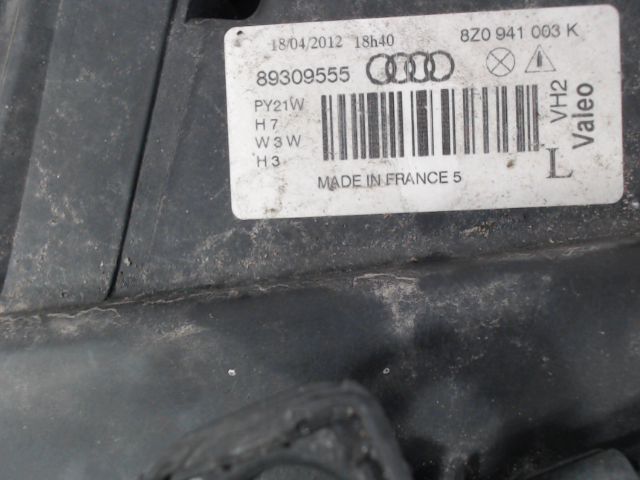 18/04/2012 18h40 8Z0 941 003 K
89309555
PY21W
H7
W3W
H3
VH2
Valeo
L
MADE IN FRANCE 5